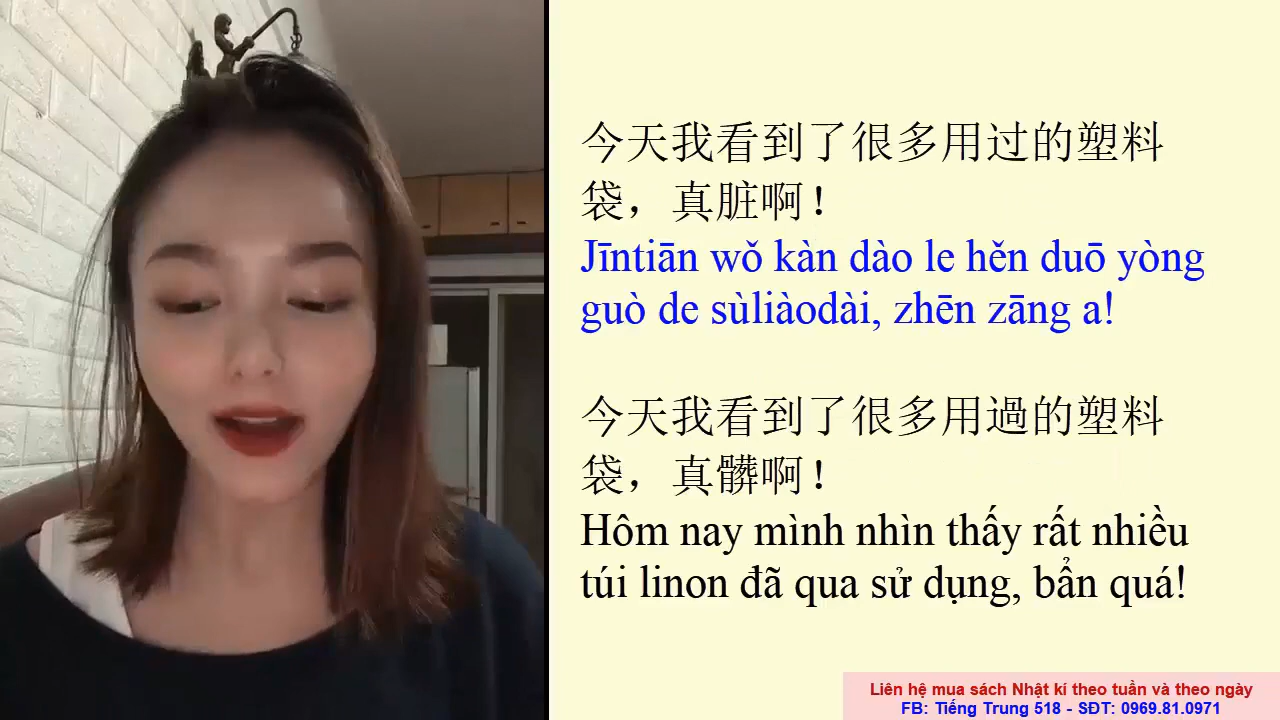 今天我看到了很多用过的塑料
袋，真脏啊！
Jīntiān wǒ kàn dào le hěn duō yòng
guò de sùliàodài, zhēn zāng a!
今天我看到了很多用過的塑料
袋，真髒啊！
Hôm nay mình nhìn thấy rất nhiều
túi linon đã qua sử dụng, bẩn quá!
Liên hệ mua sách Nhật kí theo tuần và theo ngày
FB: Tiếng Trung 518 - SĐT: 0969.81.0971